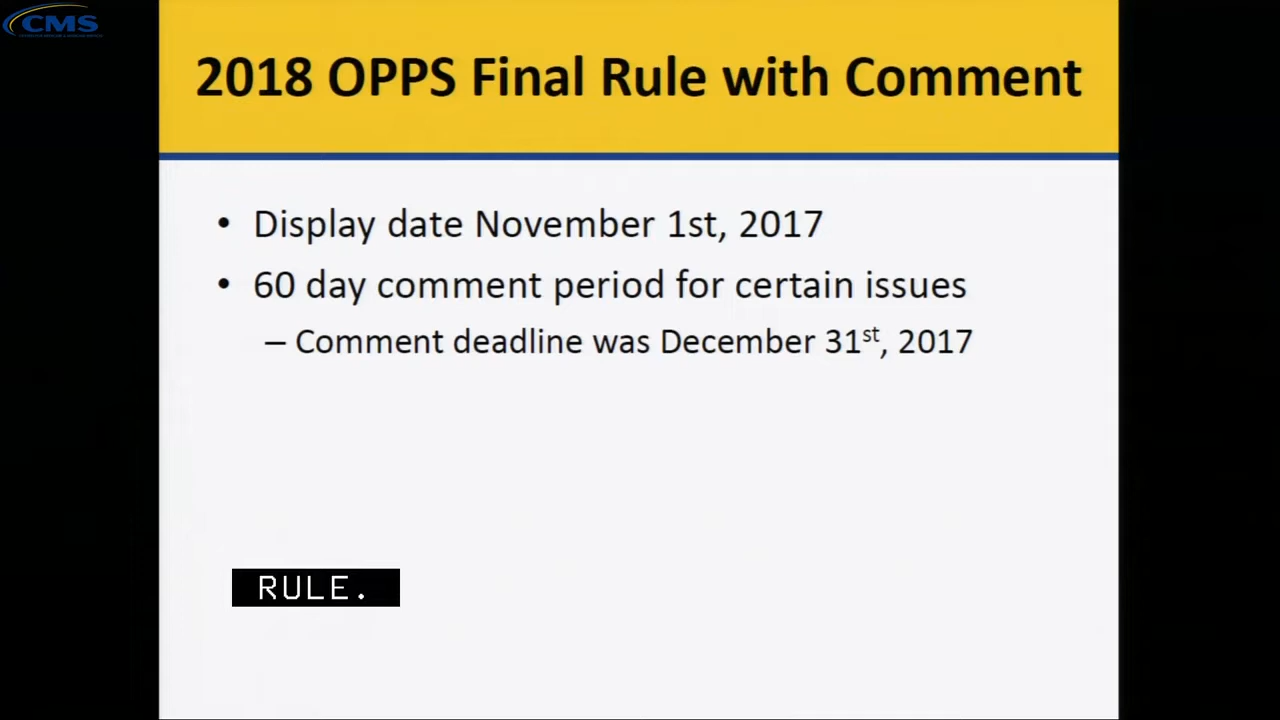 CMS
2018 OPPS Final Rule with Comment
• Display date November 1st, 2017
• 60 day comment period for certain issues
– Comment deadline was December 31st, 2017
RULE.